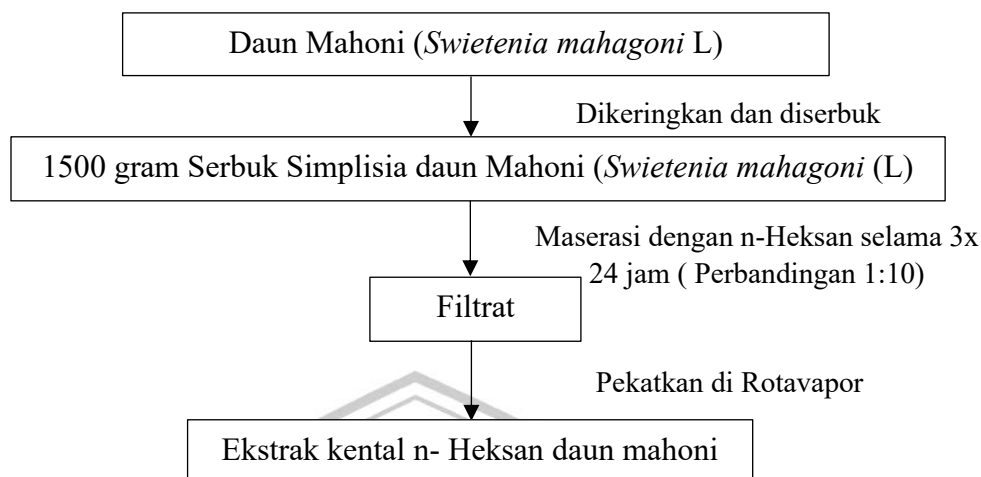 Daun Mahoni (Swietenia mahagoni L)
Dikeringkan dan diserbuk
1500 gram Serbuk Simplisia daun Mahoni (Swietenia mahagoni (L)
Maserasi dengan n-Heksan selama 3x
24 jam ( Perbandingan 1:10)
Filtrat
Pekatkan di Rotavapor
Ekstrak kental n- Heksan daun mahoni